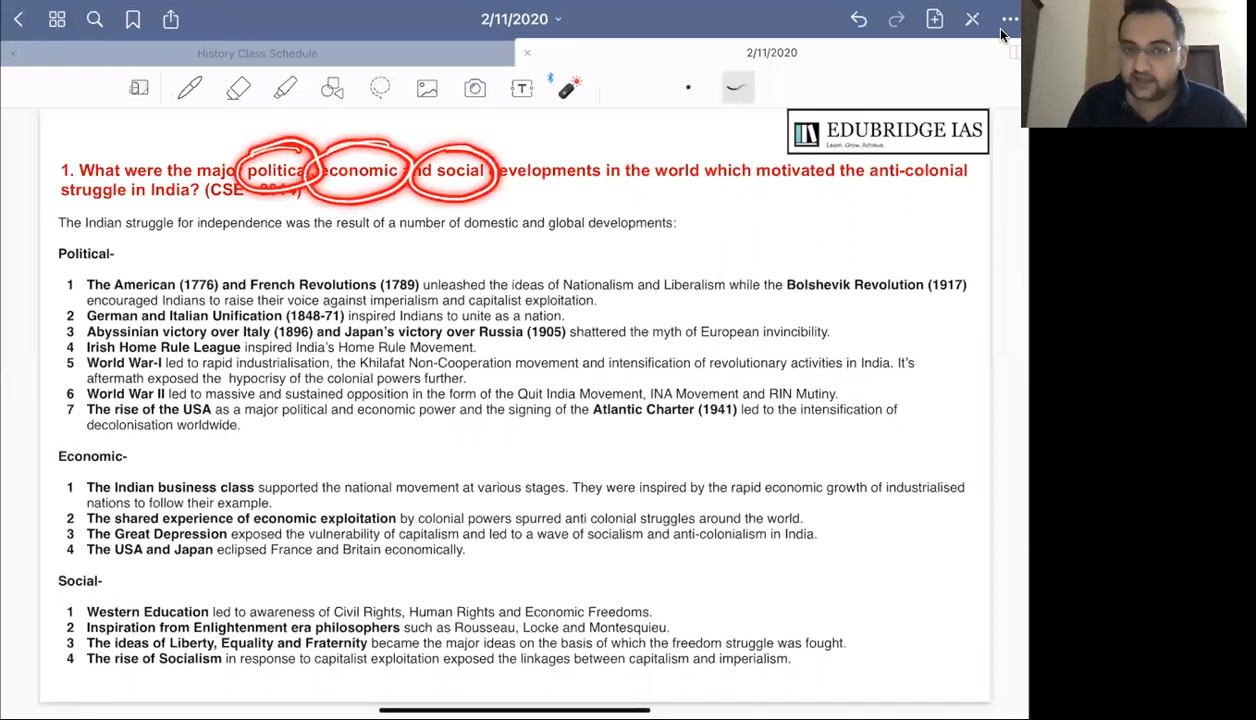 2/11/2020
History Class Schedule
2/11/2020
EDUBRIDGE IAS
Learn. Grow. Achieve.
1. What were the major political, economic and social developments in the world which motivated the anti-colonial
struggle in India? (CSE
The Indian struggle for independence was the result of a number of domestic and global developments:
Political-
1 The American (1776) and French Revolutions (1789) unleashed the ideas of Nationalism and Liberalism while the Bolshevik Revolution (1917)
encouraged Indians to raise their voice against imperialism and capitalist exploitation.
2 German and Italian Unification (1848-71) inspired Indians to unite as a nation.
3 Abyssinian victory over Italy (1896) and Japan's victory over Russia (1905) shattered the myth of European invincibility.
4 Irish Home Rule League inspired India's Home Rule Movement.
5 World War-I led to rapid industrialisation, the Khilafat Non-Cooperation movement and intensification of revolutionary activities in India. It's
aftermath exposed the hypocrisy of the colonial powers further.
6 World War II led to massive and sustained opposition in the form of the Quit India Movement, INA Movement and RIN Mutiny.
7 The rise of the USA as a major political and economic power and the signing of the Atlantic Charter (1941) led to the intensification of
decolonisation worldwide.
Economic-
1 The Indian business class supported the national movement at various stages. They were inspired by the rapid economic growth of industrialised
nations to follow their example.
2 The shared experience of economic exploitation by colonial powers spurred anti colonial struggles around the world.
3 The Great Depression exposed the vulnerability of capitalism and led to a wave of socialism and anti-colonialism in India.
4 The USA and Japan eclipsed France and Britain economically.
Social-
1 Western Education led to awareness of Civil Rights, Human Rights and Economic Freedoms.
2 Inspiration from Enlightenment era philosophers such as Rousseau, Locke and Montesquieu.
3 The ideas of Liberty, Equality and Fraternity became the major ideas on the basis of which the freedom struggle was fought.
4 The rise of Socialism in response to capitalist exploitation exposed the linkages between capitalism and imperialism.